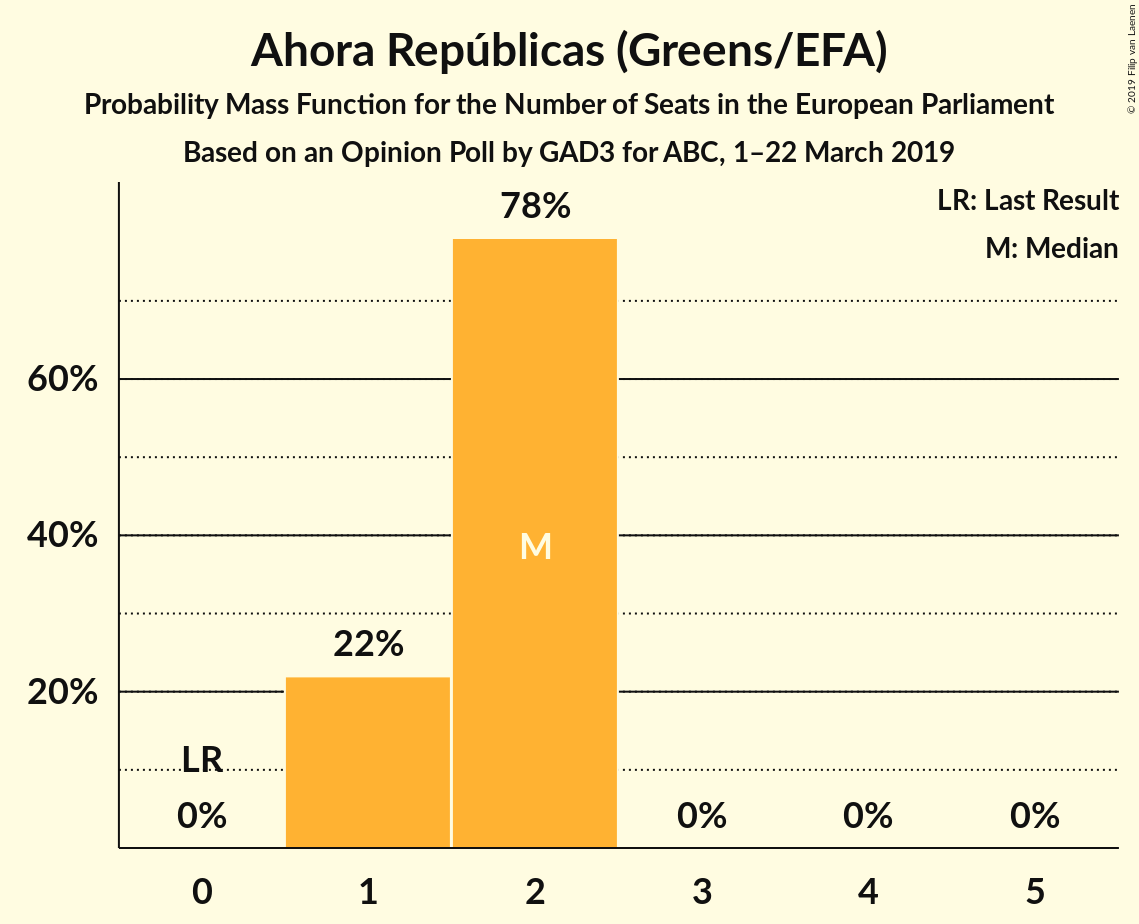 Ahora Repúblicas (Greens/EFA)
Probability Mass Function for the Number of Seats in the European Parliament
Based on an Opinion Poll by GAD3 for ABC, 1–22 March 2019
© 2019 Filip van Laenen
LR: Last Result
M: Median
78%
60%
40%
M
22%
20%
LR
0%
0%
0%
0%
0
1
2
3
4
5